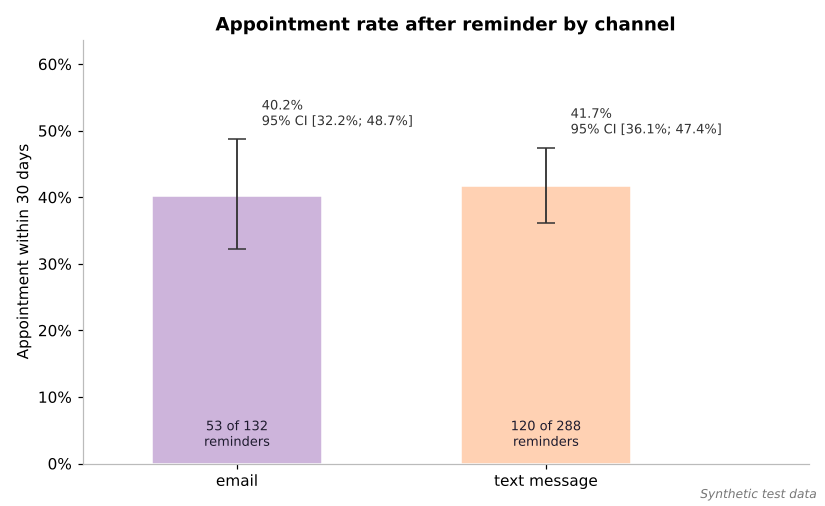 Appointment rate after reminder by channel
Appointment within 30 days
60%
50%
40%
30%
20%
10%
0%
40.2%
95% CI [32.2%; 48.7%]
41.7%
95% CI [36.1%; 47.4%]
53 of 132
reminders
120 of 288
reminders
email
text message
Synthetic test data